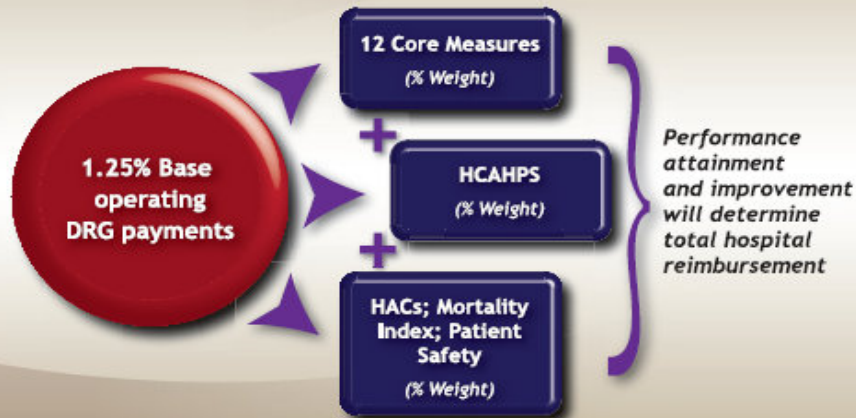 1.25% Base
operating
DRG payments
12 Core Measures
(% Weight)
+
HCAHPS
(% Weight)
+
HACs; Mortality
Index; Patient
Safety
(% Weight)
Performance
attainment
and improvement
will determine
total hospital
reimbursement